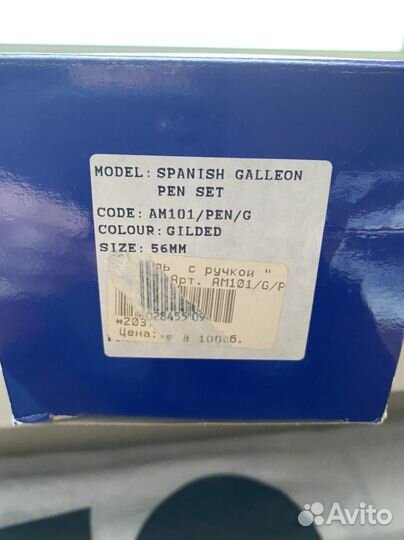 MODEL: SPANISH GALLEON
PEN SET
CODE: AM101/PEN/G
COLOUR: GILDED
SIZE: 56MM
с ручкой "
Арт. AM101/G/P
Цена:
Avito